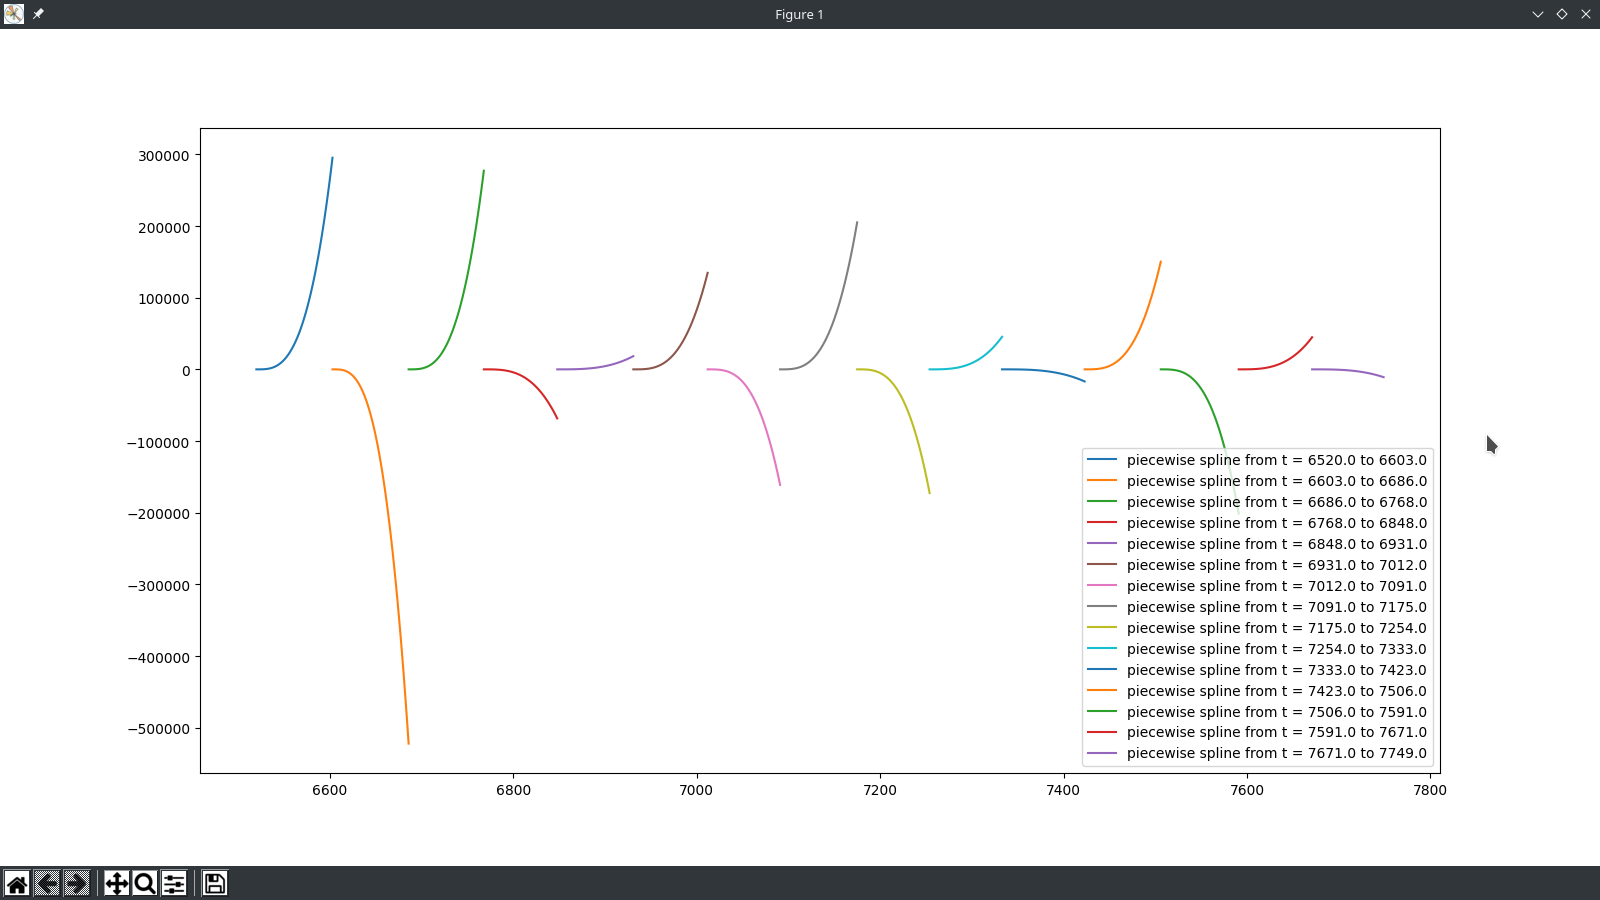 Figure 1
300000
200000
100000
0
−100000
−200000
−300000
−400000
−500000
6600 6800 7000 7200 7400 7600 7800
piecewise spline from t = 6520.0 to 6603.0
piecewise spline from t = 6603.0 to 6686.0
piecewise spline from t = 6686.0 to 6768.0
piecewise spline from t = 6768.0 to 6848.0
piecewise spline from t = 6848.0 to 6931.0
piecewise spline from t = 6931.0 to 7012.0
piecewise spline from t = 7012.0 to 7091.0
piecewise spline from t = 7091.0 to 7175.0
piecewise spline from t = 7175.0 to 7254.0
piecewise spline from t = 7254.0 to 7333.0
piecewise spline from t = 7333.0 to 7423.0
piecewise spline from t = 7423.0 to 7506.0
piecewise spline from t = 7506.0 to 7591.0
piecewise spline from t = 7591.0 to 7671.0
piecewise spline from t = 7671.0 to 7749.0